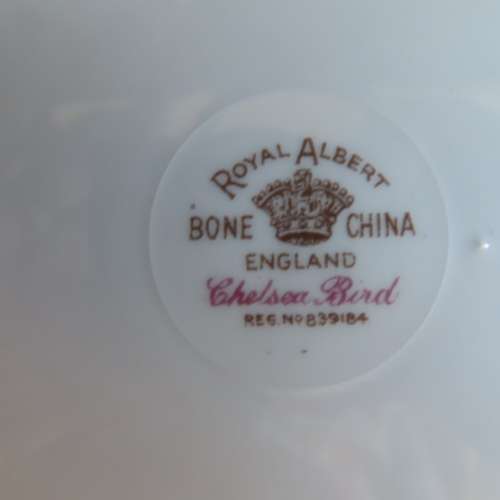 ROYAL ALBERT
BONE CHINA
ENGLAND
Chelsea Bird
REG. Nº 839184